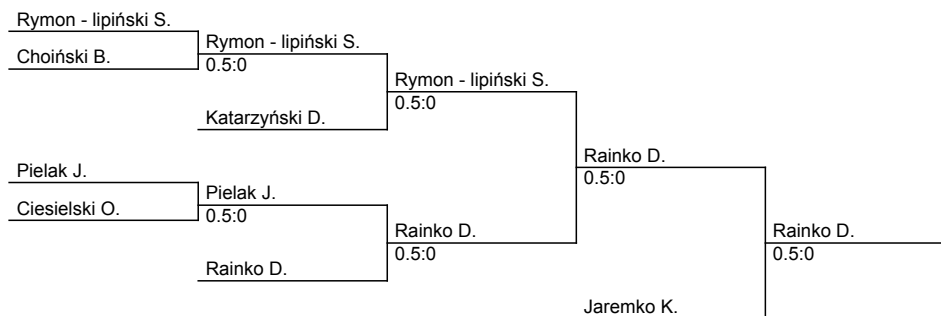 Rymon - lipiński S.
Choiński B.
Rymon - lipiński S.
0.5:0
Katarzyński D.
Rymon - lipiński S.
0.5:0
Pielak J.
Ciesielski O.
Pielak J.
0.5:0
Rainko D.
Rainko D.
0.5:0
Rainko D.
0.5:0
Jaremko K.
Rainko D.
0.5:0